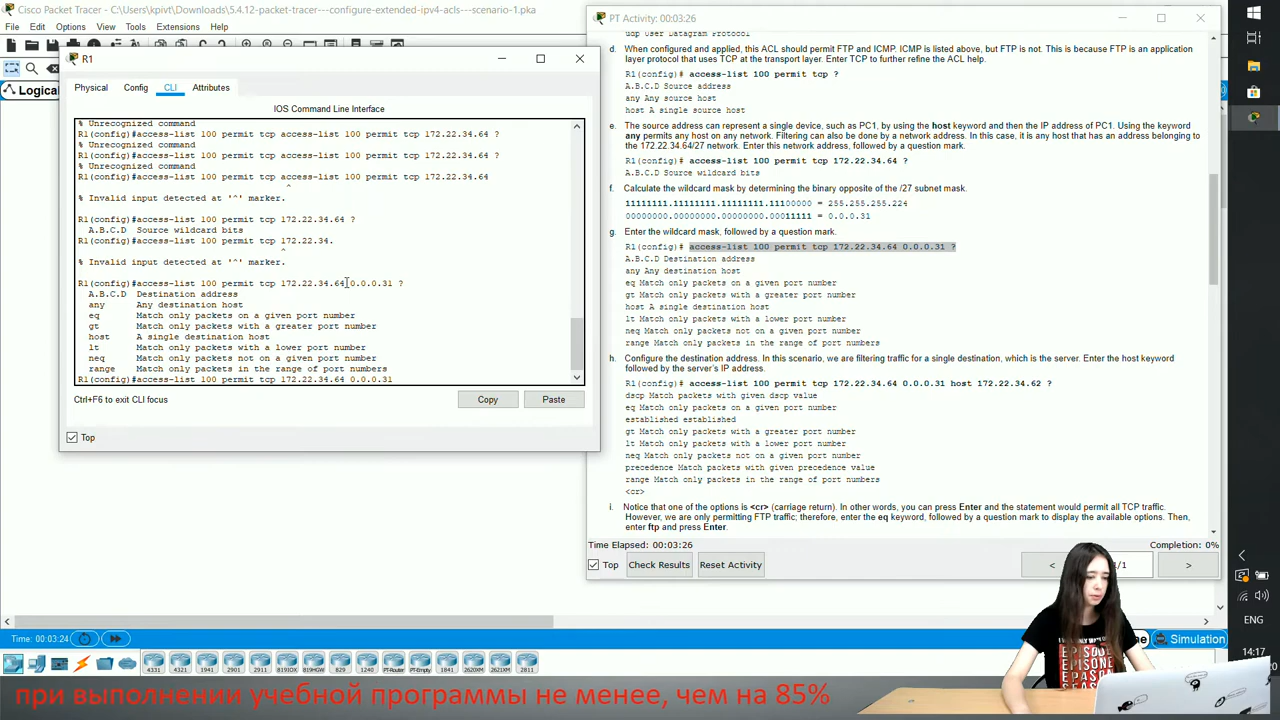 Cisco Packet Tracer - C:\Users\kpivt\Downloads\5.4.12-packet-tracer---configure-extended-ipv4-acls---scenario-1.pka
File Edit Options View Tools Extensions Help
Logical
R1
Physical Config CLI Attributes
IOS Command Line Interface
% Unrecognized command
R1(config)#access-list 100 permit tcp access-list 100 permit tcp 172.22.34.64 ?
% Unrecognized command
R1(config)#access-list 100 permit tcp access-list 100 permit tcp 172.22.34.64 ?
% Unrecognized command
R1(config)#access-list 100 permit tcp access-list 100 permit tcp 172.22.34.64
^
% Invalid input detected at '^' marker.
R1(config)#access-list 100 permit tcp 172.22.34.64 ?
A.B.C.D Source wildcard bits
R1(config)#access-list 100 permit tcp 172.22.34.
^
% Invalid input detected at '^' marker.
R1(config)#access-list 100 permit tcp 172.22.34.64 0.0.0.31 ?
A.B.C.D Destination address
any Any destination host
eq Match only packets on a given port number
gt Match only packets with a greater port number
host A single destination host
lt Match only packets with a lower port number
neq Match only packets not on a given port number
range Match only packets in the range of port numbers
R1(config)#access-list 100 permit tcp 172.22.34.64 0.0.0.31
Ctrl+F6 to exit CLI focus
Copy Paste
Top
PT Activity: 00:03:26
udp User Datagram Protocol
d. When configured and applied, this ACL should permit FTP and ICMP. ICMP is listed above, but FTP is not. This is because FTP is an application
layer protocol that uses TCP at the transport layer. Enter TCP to further refine the ACL help.
R1(config)# access-list 100 permit tcp ?
A.B.C.D Source address
any Any source host
host A single source host
e. The source address can represent a single device, such as PC1, by using the host keyword and then the IP address of PC1. Using the keyword
any permits any host on any network. Filtering can also be done by a network address. In this case, it is any host that has an address belonging to
the 172.22.34.64/27 network. Enter this network address, followed by a question mark.
R1(config)# access-list 100 permit tcp 172.22.34.64 ?
A.B.C.D Source wildcard bits
f. Calculate the wildcard mask by determining the binary opposite of the /27 subnet mask.
11111111.11111111.11111111.11100000 = 255.255.255.224
00000000.00000000.00000000.00011111 = 0.0.0.31
g. Enter the wildcard mask, followed by a question mark.
R1(config)# access-list 100 permit tcp 172.22.34.64 0.0.0.31 ?
A.B.C.D Destination address
any Any destination host
eq Match only packets on a given port number
gt Match only packets with a greater port number
host A single destination host
lt Match only packets with a lower port number
neq Match only packets not on a given port number
range Match only packets in the range of port numbers
h. Configure the destination address. In this scenario, we are filtering traffic for a single destination, which is the server. Enter the host keyword
followed by the server's IP address.
R1(config)# access-list 100 permit tcp 172.22.34.64 0.0.0.31 host 172.34.62 ?
dscp Match packets with given dscp value
eq Match only packets on a given port number
established established
gt Match only packets with a greater port number
lt Match only packets with a lower port number
neq Match only packets not on a given port number
precedence Match packets with given precedence value
range Match only packets in the range of port numbers
<cr>
i. Notice that one of the options is <cr> (carriage return). In other words, you can press Enter and the statement would permit all TCP traffic.
However, we are only permitting FTP traffic; therefore, enter the eq keyword, followed by a question mark to display the available options. Then,
enter ftp and press Enter.
Time Elapsed: 00:03:26 Completion: 0%
Top Check Results Reset Activity < 1/1 >
Time: 00:03:24
Simulation
4331 4321 1941 2901 2911 819IOX 819HGW 829 1240 PT-Router PT-Empty 1841 2620XM 2621XM 2811
ENG
14:17
при выполнении учебной программы не менее, чем на 85%
EPISODE
EPISODE